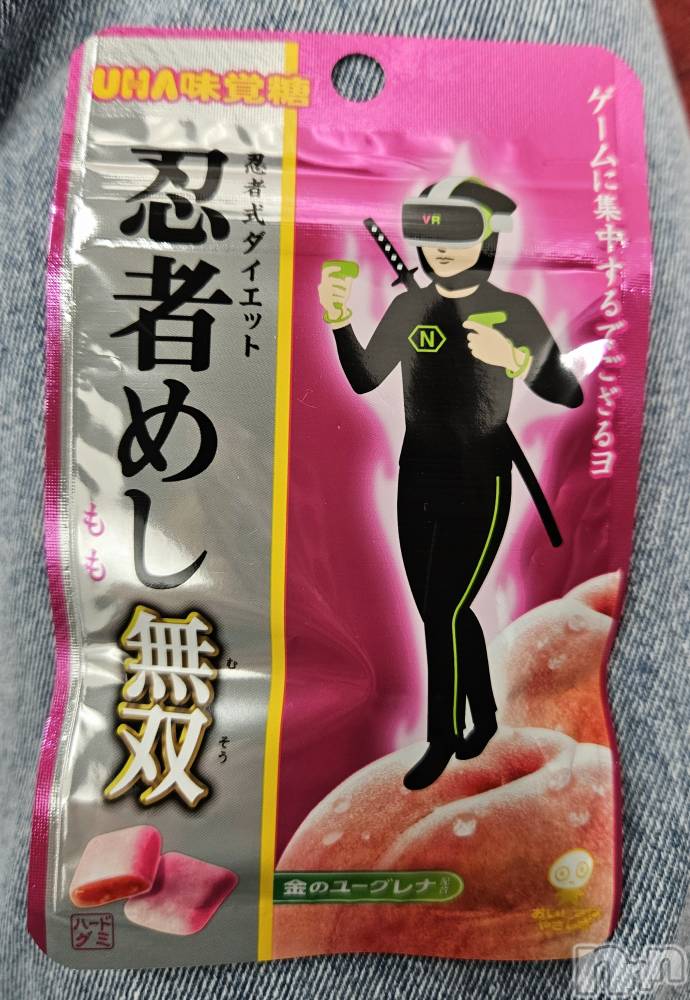 UHA味覚糖
忍者式ダイエット
忍者めし
もも
無双
むそう
ハードグミ
ゲームに集中するでござるヨ
VR
N
金のユーグレナ配合